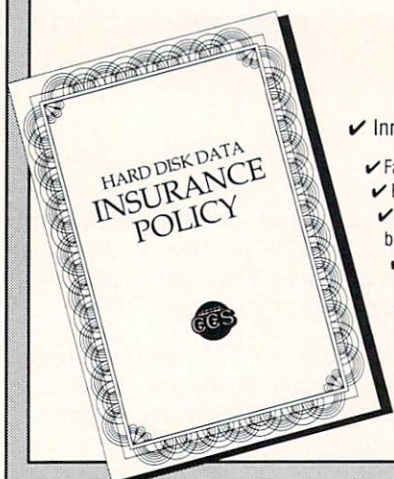 HARD DISK DATA
INSURANCE
POLICY
GGS
✔ Inn
✔ Fa
✔
✔
b
✔